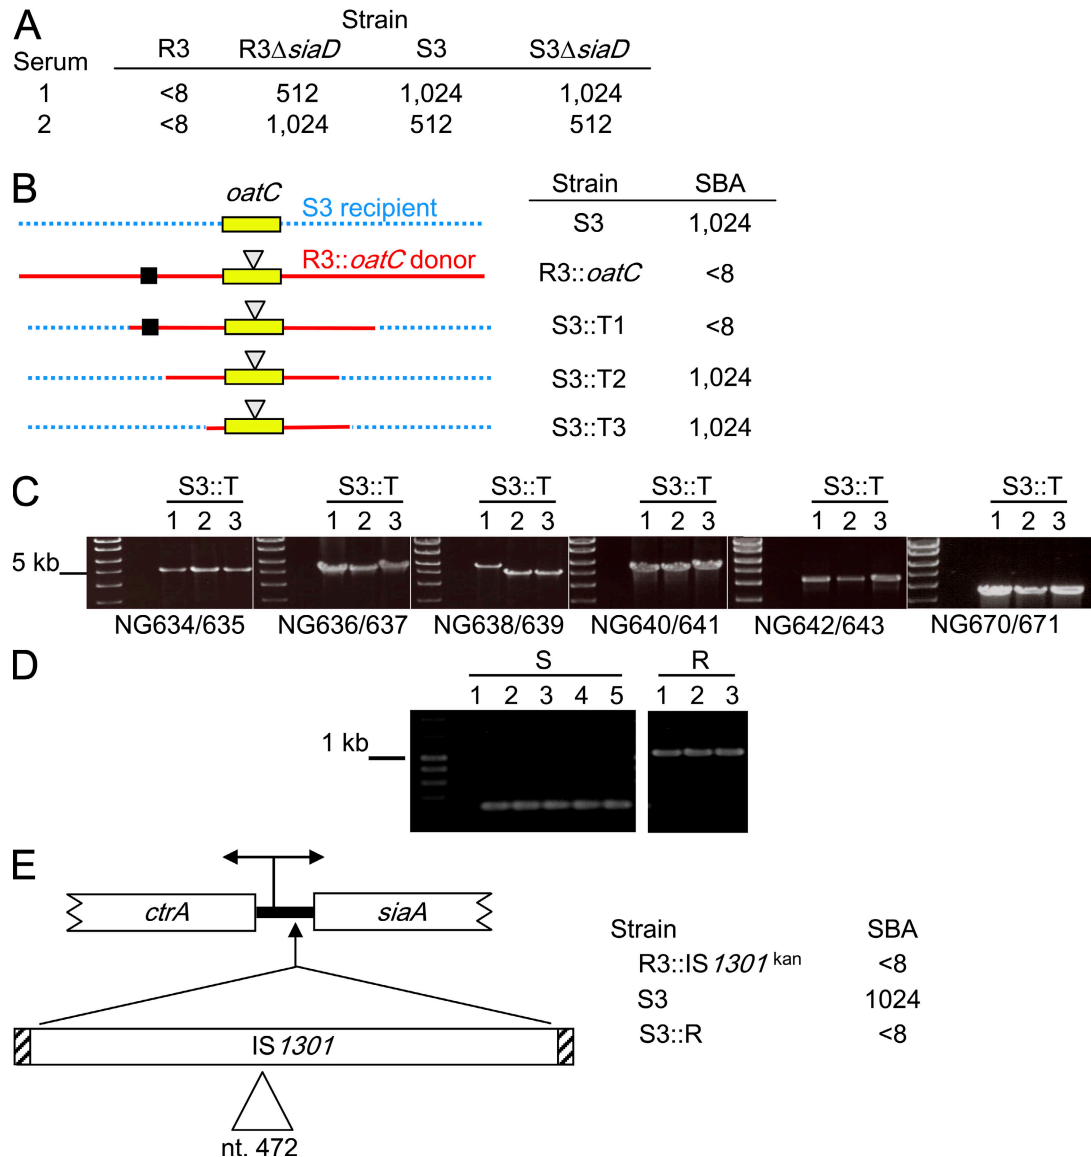 A
Strain
Serum R3 R3ΔsiaD S3 S3ΔsiaD
1 <8 512 1,024 1,024
2 <8 1,024 512 512
B
oatC
S3 recipient
R3::oatC donor
Strain SBA
S3 1,024
R3::oatC <8
S3::T1 <8
S3::T2 1,024
S3::T3 1,024
C
S3::T S3::T S3::T S3::T S3::T S3::T
1 2 3 1 2 3 1 2 3 1 2 3 1 2 3 1 2 3
5 kb
NG634/635 NG636/637 NG638/639 NG640/641 NG642/643 NG670/671
D
S R
1 2 3 4 5 1 2 3
1 kb
E
ctrA siaA
IS1301
nt. 472
Strain SBA
R3::IS1301 kan <8
S3 1024
S3::R <8